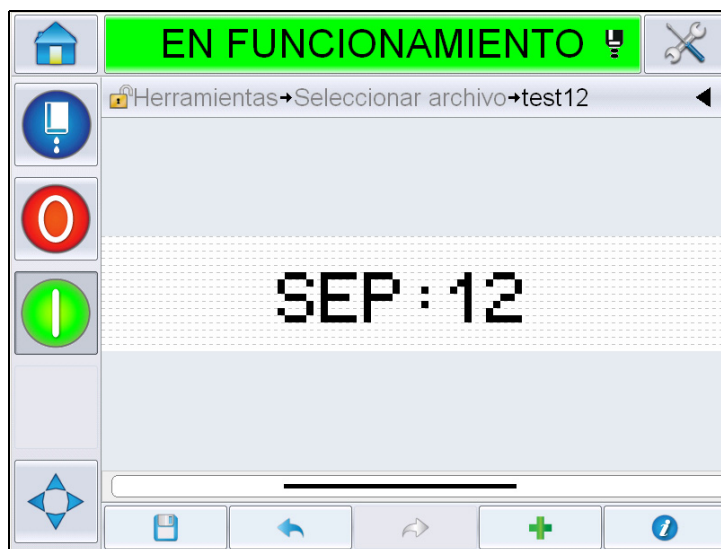 EN FUNCIONAMIENTO
Herramientas→Seleccionar archivo→test12
SEP:12